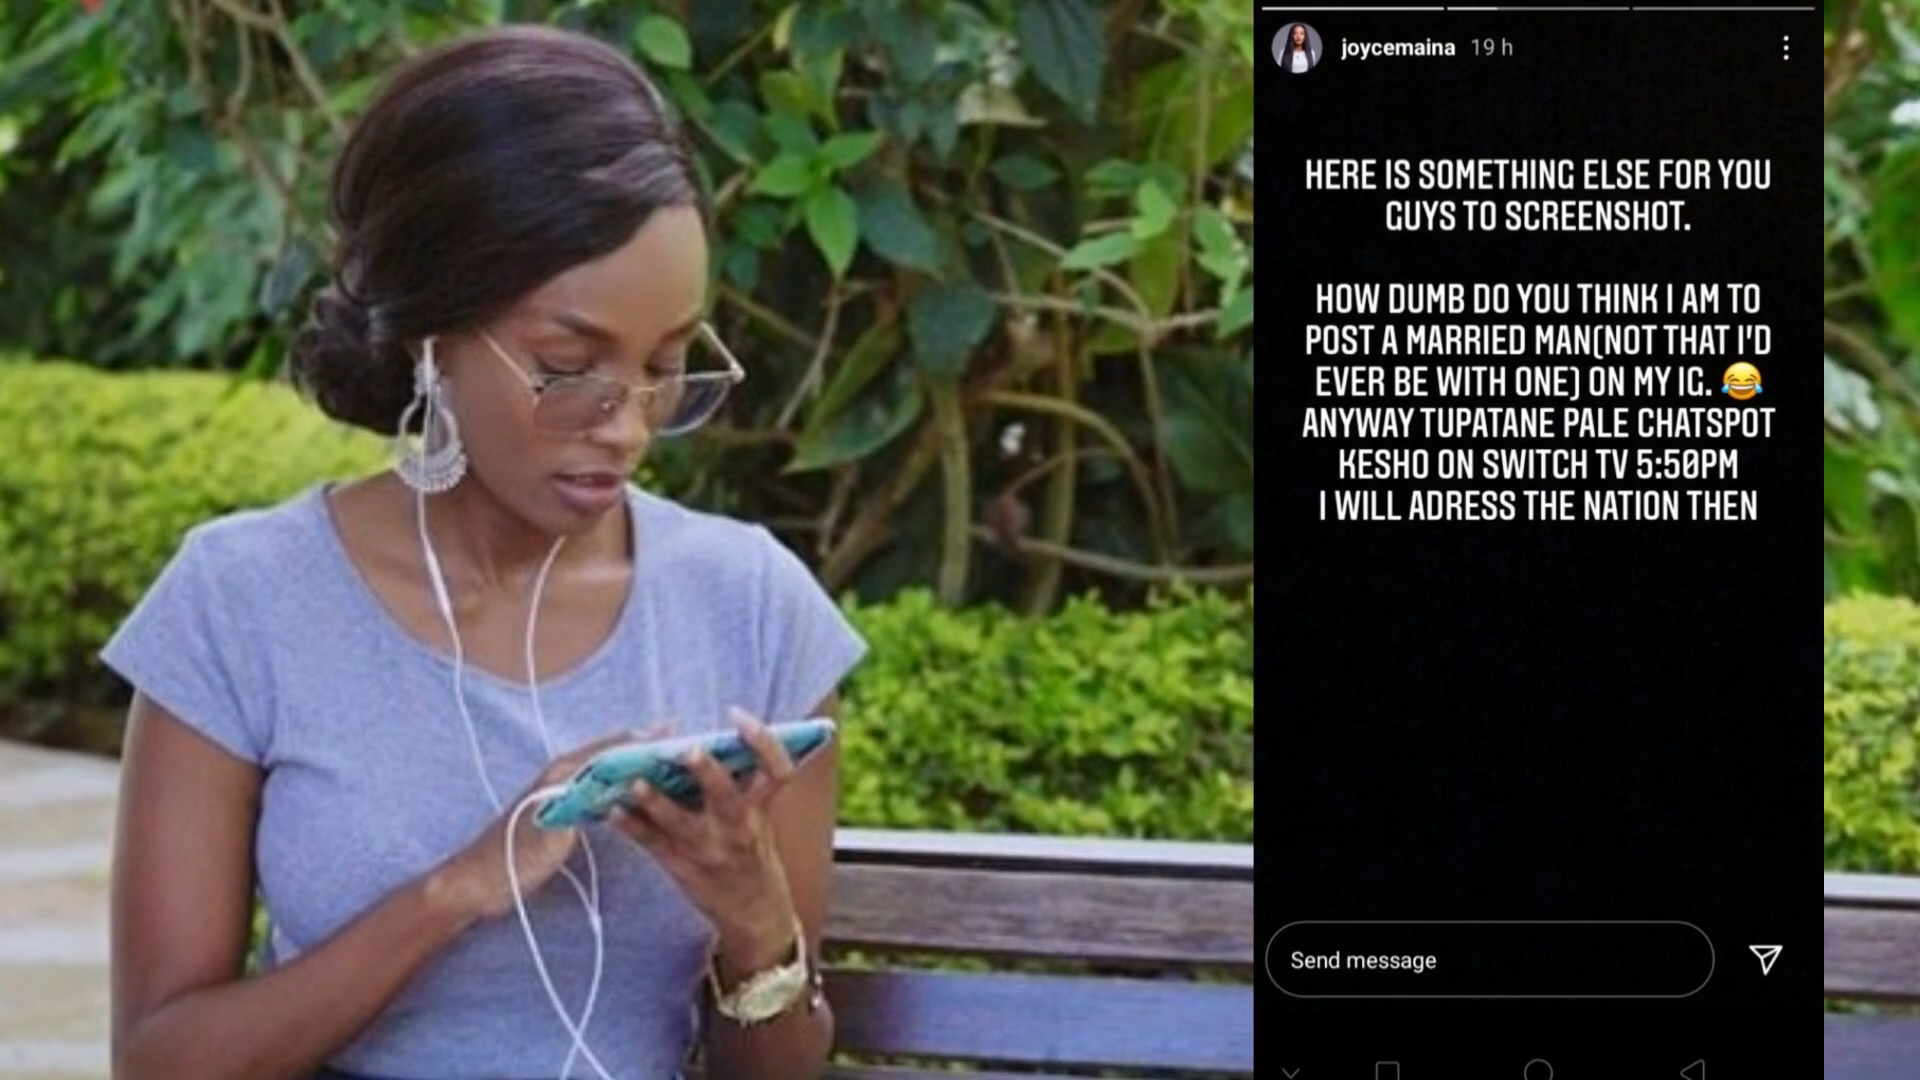 joycemaina 19 h
HERE IS SOMETHING ELSE FOR YOU
GUYS TO SCREENSHOT.
HOW DUMB DO YOU THINK I AM TO
POST A MARRIED MAN(NOT THAT I'D
EVER BE WITH ONE) ON MY IG. 😂
ANYWAY TUPATANE PALE CHATSPOT
KESHO ON SWITCH TV 5:50PM
I WILL ADRESS THE NATION THEN
Send message